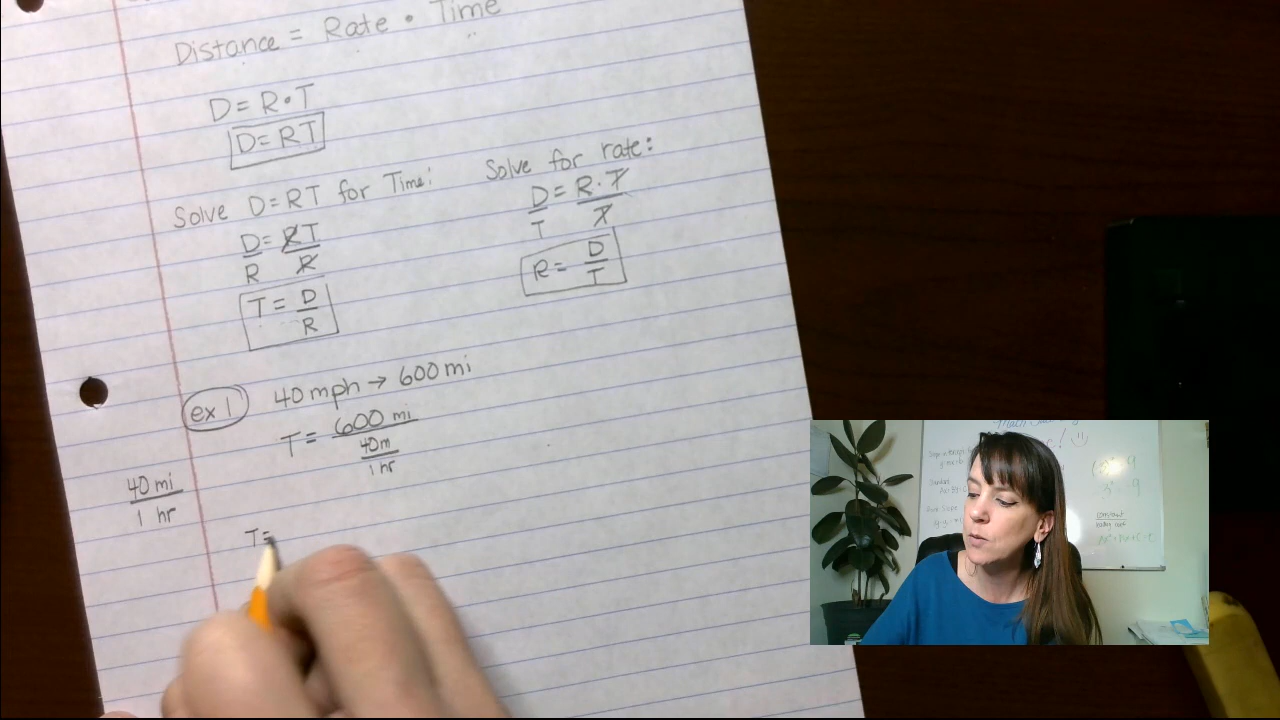 Distance = Rate • Time
D = R • T
D = RT
Solve D = RT for Time:
D = RT
R R
T = D
R
Solve for rate:
D = R • T
T T
R = D
T
ex 1 40 mph → 600 mi
T = 600 mi
40m
1 hr
40 mi
1 hr
T =